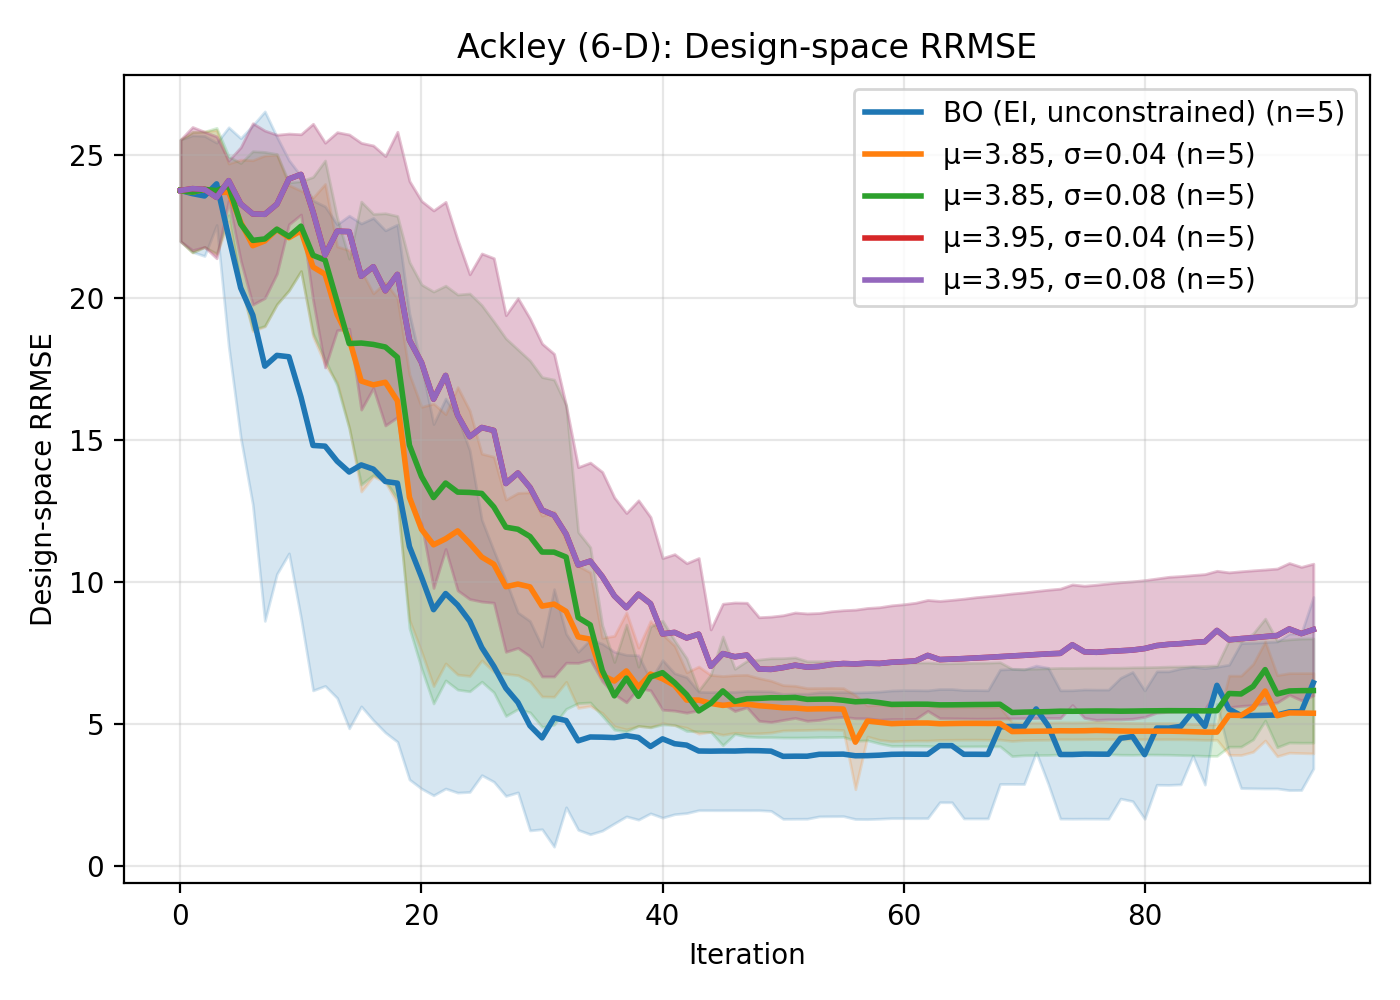 Ackley (6-D): Design-space RRMSE
BO (EI, unconstrained) (n=5)
μ=3.85, σ=0.04 (n=5)
μ=3.85, σ=0.08 (n=5)
μ=3.95, σ=0.04 (n=5)
μ=3.95, σ=0.08 (n=5)
Design-space RRMSE
25
20
15
10
5
0
0 20 40 60 80
Iteration